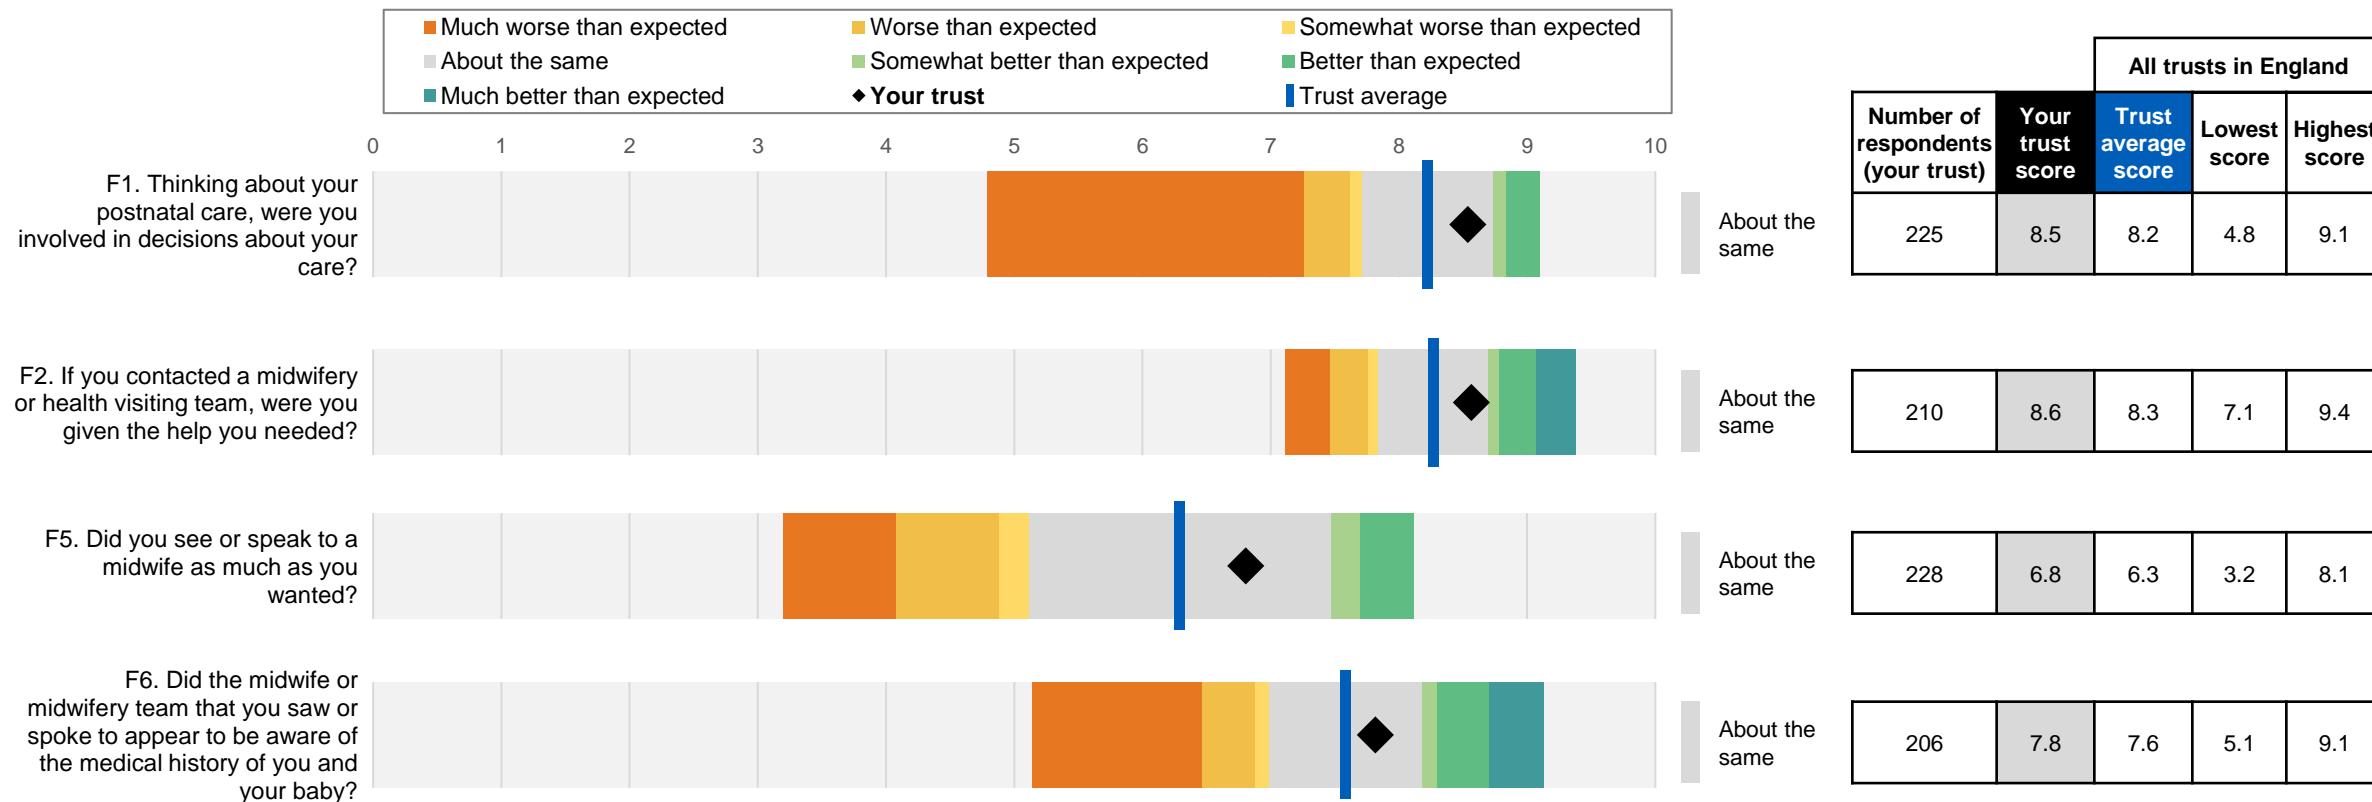 Much worse than expected
Worse than expected
Somewhat worse than expected
About the same
Somewhat better than expected
Better than expected
Much better than expected
Your trust
Trust average
All trusts in England
Number of
respondents
(your trust)
Your
trust
score
Trust
average
score
Lowest
score
Highest
score
0 1 2 3 4 5 6 7 8 9 10
F1. Thinking about your
postnatal care, were you
involved in decisions about your
care?
About the
same
225 8.5 8.2 4.8 9.1
F2. If you contacted a midwifery
or health visiting team, were you
given the help you needed?
About the
same
210 8.6 8.3 7.1 9.4
F5. Did you see or speak to a
midwife as much as you
wanted?
About the
same
228 6.8 6.3 3.2 8.1
F6. Did the midwife or
midwifery team that you saw or
spoke to appear to be aware of
the medical history of you and
your baby?
About the
same
206 7.8 7.6 5.1 9.1